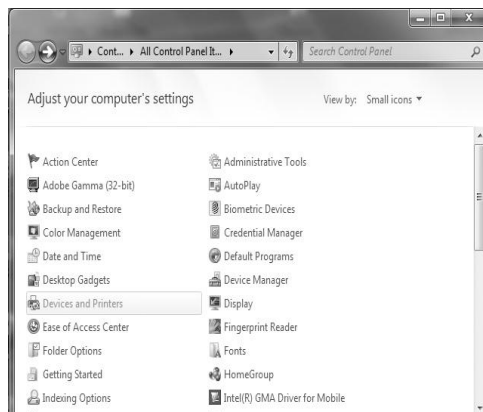 Cont... All Control Panel It... Search Control Panel
Adjust your computer's settings View by: Small icons
Action Center Administrative Tools
Adobe Gamma (32-bit) AutoPlay
Backup and Restore Biometric Devices
Color Management Credential Manager
Date and Time Default Programs
Desktop Gadgets Device Manager
Devices and Printers Display
Ease of Access Center Fingerprint Reader
Folder Options Fonts
Getting Started HomeGroup
Indexing Options Intel(R) GMA Driver for Mobile